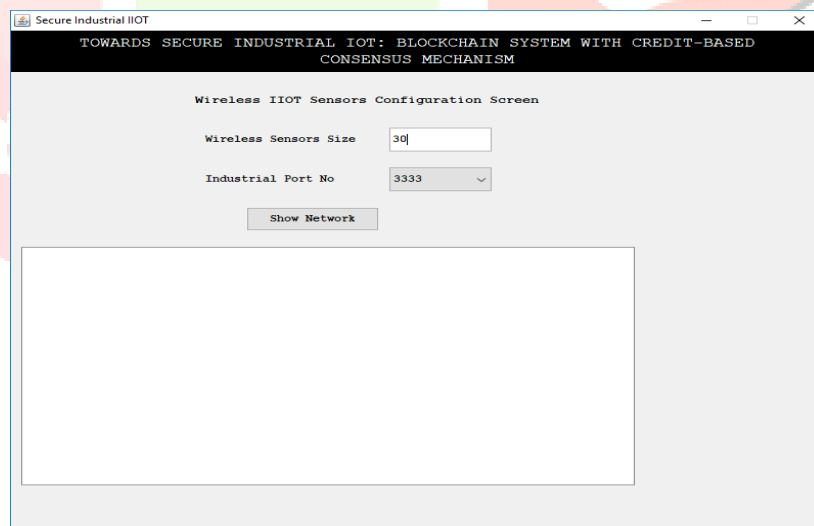 Secure Industrial IIOT
TOWARDS SECURE INDUSTRIAL IOT: BLOCKCHAIN SYSTEM WITH CREDIT-BASED
CONSENSUS MECHANISM
Wireless IIOT Sensors Configuration Screen
Wireless Sensors Size 30
Industrial Port No 3333
Show Network